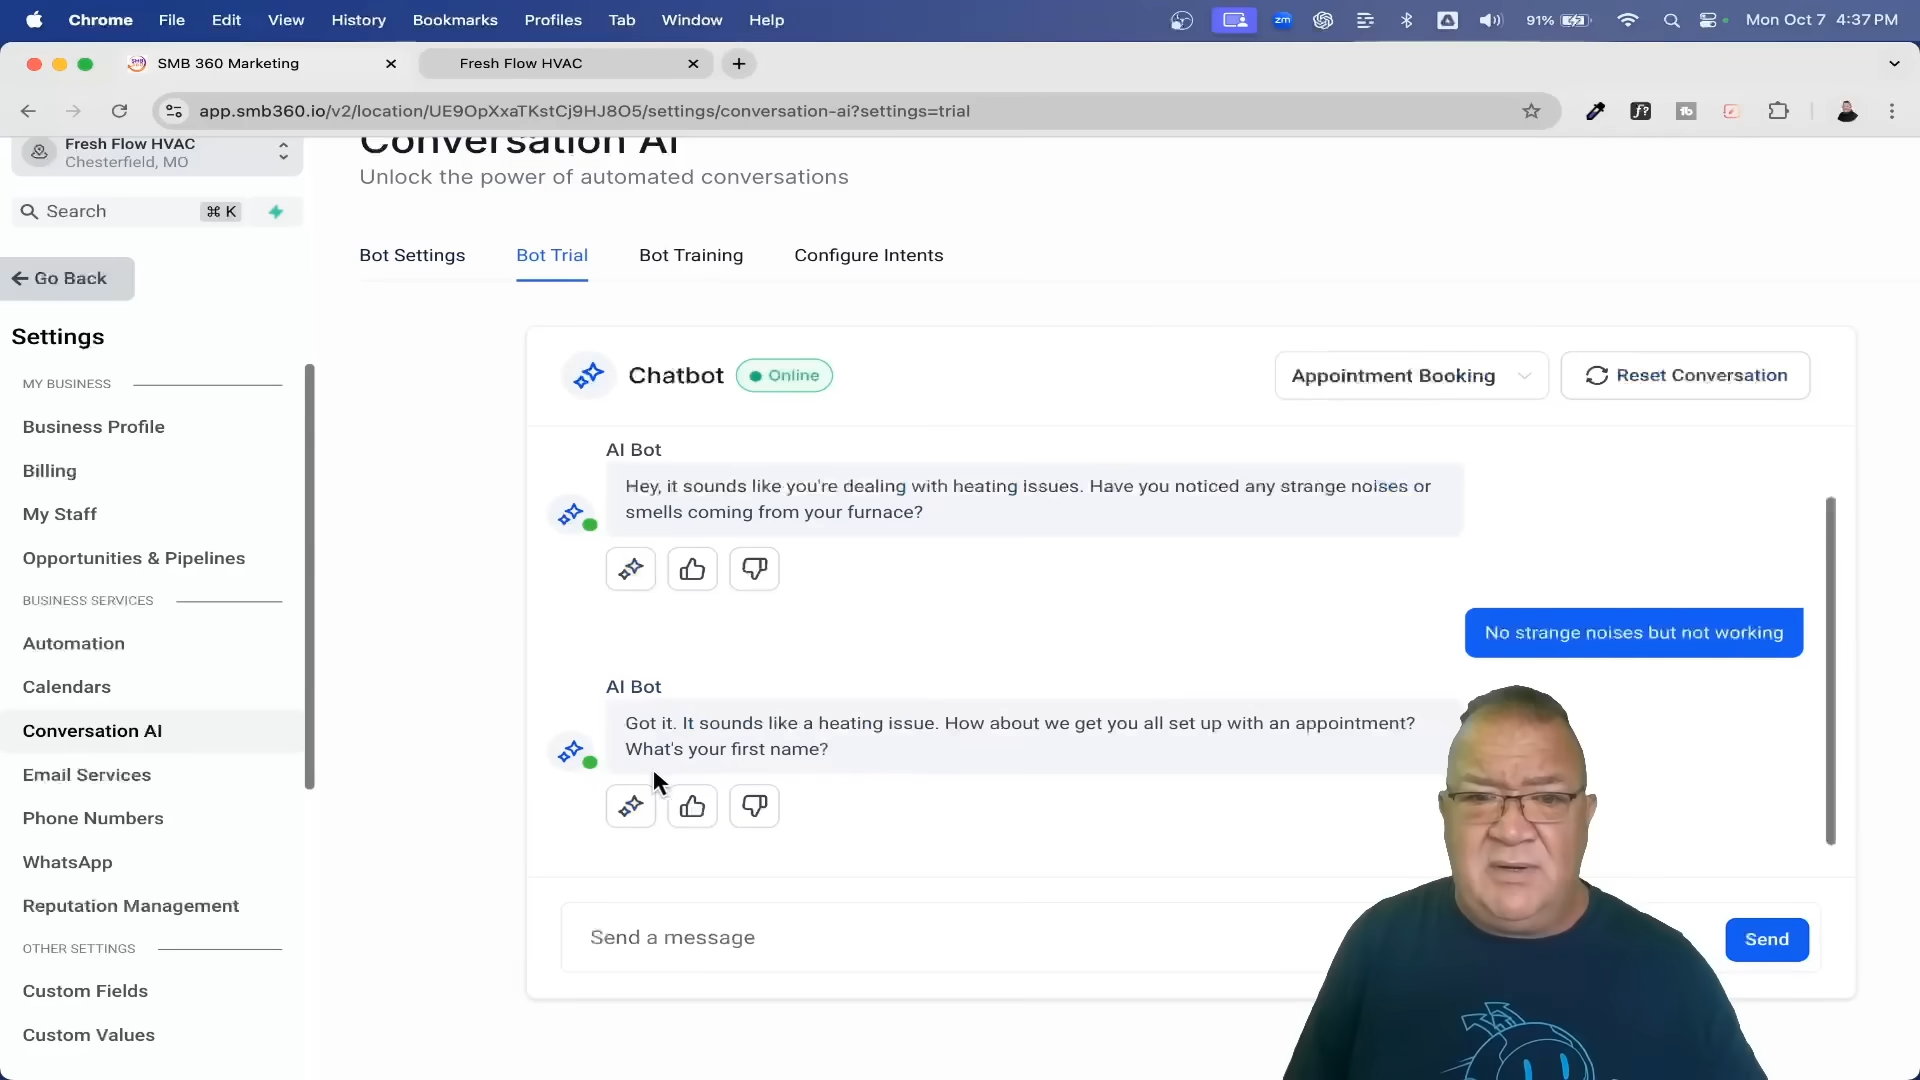 Chrome File Edit View History Bookmarks Profiles Tab Window Help zm 91% Mon Oct 7 4:37 PM
SMB 360 Marketing Fresh Flow HVAC
app.smb360.io/v2/location/UE9OpXxaTKstCj9HJ8O5/settings/conversation-ai?settings=trial f? tb
Fresh Flow HVAC
Chesterfield, MO
Search ⌘ K
Go Back
Settings
MY BUSINESS
Business Profile
Billing
My Staff
Opportunities & Pipelines
BUSINESS SERVICES
Automation
Calendars
Conversation AI
Email Services
Phone Numbers
WhatsApp
Reputation Management
OTHER SETTINGS
Custom Fields
Custom Values
Conversation AI
Unlock the power of automated conversations
Bot Settings Bot Trial Bot Training Configure Intents
Chatbot Online Appointment Booking Reset Conversation
AI Bot
Hey, it sounds like you're dealing with heating issues. Have you noticed any strange noises or
smells coming from your furnace?
No strange noises but not working
AI Bot
Got it. It sounds like a heating issue. How about we get you all set up with an appointment?
What's your first name?
Send a message Send